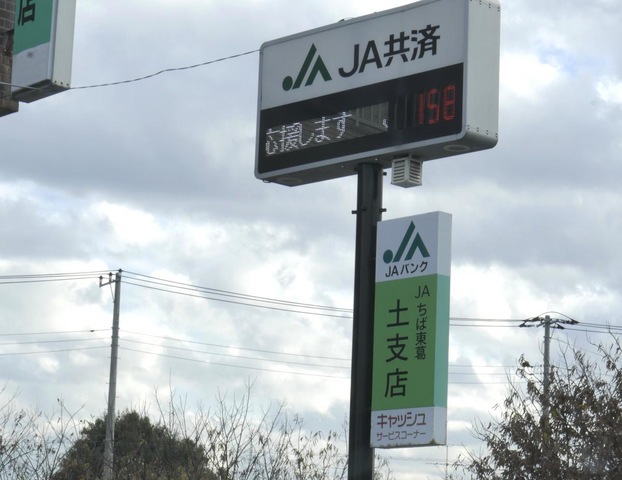 店
JA共済
応援します
158
JAバンク
JAちば東葛
土支店
キャッシュ
サービスコーナー